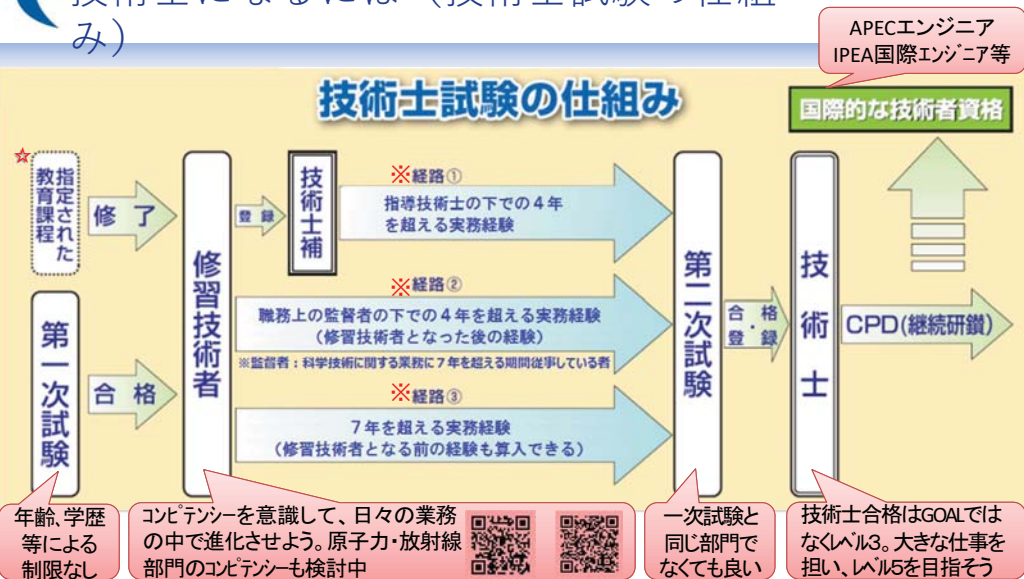 技術士になるには（技術士試験の仕組
み）
APECエンジニア
IPEA国際エンジニア等
技術士試験の仕組み
国際的な技術者資格
☆
指定された
教育課程
修了
第一次試験
合格
修習技術者
登録
技術士補
※経路①
指導技術士の下での４年
を超える実務経験
※経路②
職務上の監督者の下での４年を超える実務経験
（修習技術者となった後の経験）
※監督者：科学技術に関する業務に７年を超える期間従事している者
※経路③
７年を超える実務経験
（修習技術者となる前の経験も算入できる）
第二次試験
合格
・
登録
技術士
CPD(継続研鑽)
年齢、学歴
等による
制限なし
コンピテンシーを意識して、日々の業務
の中で進化させよう。原子力・放射線
部門のコンピテンシーも検討中
一次試験と
同じ部門で
なくても良い
技術士合格はGOALでは
なくレベル3。大きな仕事を
担い、レベル5を目指そう